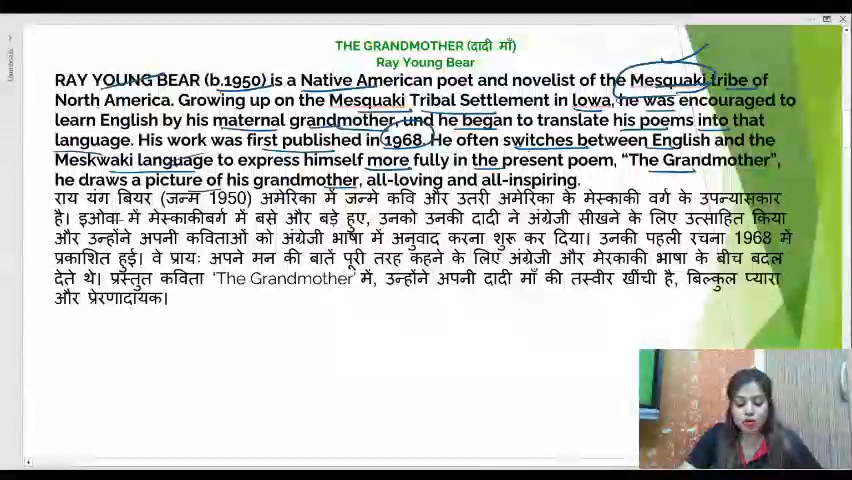 THE GRANDMOTHER (दादी माँ)
Ray Young Bear
RAY YOUNG BEAR (b.1950) is a Native American poet and novelist of the Mesquaki tribe of
North America. Growing up on the Mesquaki Tribal Settlement in Iowa, he was encouraged to
learn English by his maternal grandmother, und he began to translate his poems into that
language. His work was first published in 1968. He often switches between English and the
Meskwaki language to express himself more fully in the present poem, “The Grandmother”,
he draws a picture of his grandmother, all-loving and all-inspiring.
राय यंग बियर (जन्म 1950) अमेरिका में जन्मे कवि और उतरी अमेरिका के मेस्काकी वर्ग के उपन्यासकार
है। इओवा में मेस्काकीबर्ग में बसे और बड़े हुए, उनको उनकी दादी ने अंग्रेजी सीखने के लिए उत्साहित किया
और उन्होंने अपनी कविताओं को अंग्रेजी भाषा में अनुवाद करना शुरू कर दिया। उनकी पहली रचना 1968 में
प्रकाशित हुई। वे प्रायः अपने मन की बातें पूरी तरह कहने के लिए अंग्रेजी और मेरकाकी भाषा के बीच बदल
देते थे। प्रस्तुत कविता ‘The Grandmother’ में, उन्होंने अपनी दादी माँ की तस्वीर खींची है, बिल्कुल प्यारा
और प्रेरणादायक।